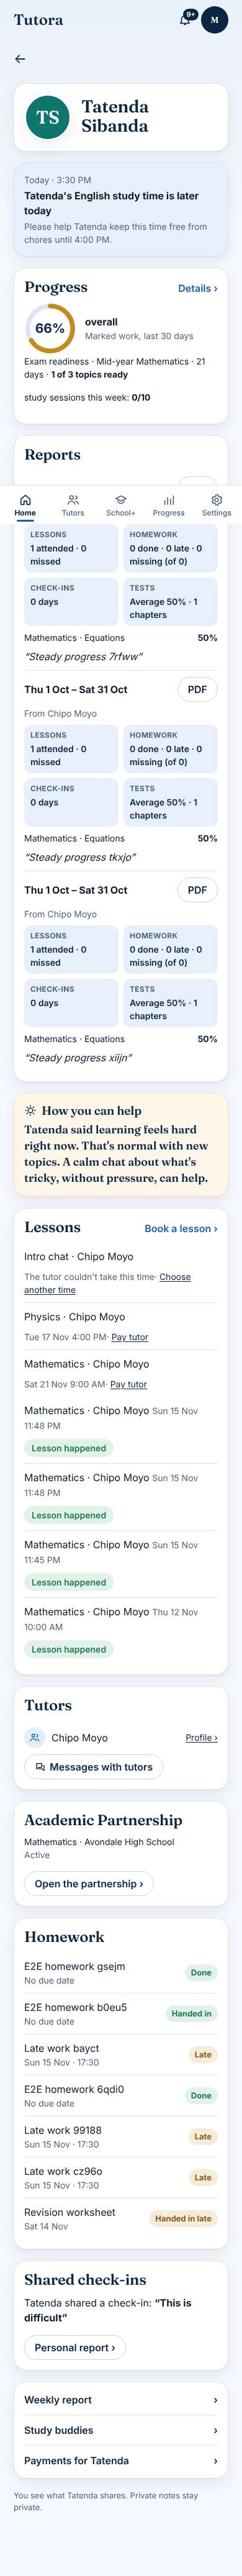 Tutora
9+
M
←
TS
Tatenda
Sibanda
Today · 3:30 PM
Tatenda's English study time is later
today
Please help Tatenda keep this time free from
chores until 4:00 PM.
Progress
Details ›
66%
overall
Marked work, last 30 days
Exam readiness · Mid-year Mathematics · 21
days · 1 of 3 topics ready
study sessions this week: 0/10
Reports
Home
Tutors
School+
Progress
Settings
LESSONS
1 attended · 0
missed
HOMEWORK
0 done · 0 late · 0
missing (of 0)
CHECK-INS
0 days
TESTS
Average 50% · 1
chapters
Mathematics · Equations
50%
“Steady progress 7rfww”
Thu 1 Oct – Sat 31 Oct
PDF
From Chipo Moyo
LESSONS
1 attended · 0
missed
HOMEWORK
0 done · 0 late · 0
missing (of 0)
CHECK-INS
0 days
TESTS
Average 50% · 1
chapters
Mathematics · Equations
50%
“Steady progress tkxjo”
Thu 1 Oct – Sat 31 Oct
PDF
From Chipo Moyo
LESSONS
1 attended · 0
missed
HOMEWORK
0 done · 0 late · 0
missing (of 0)
CHECK-INS
0 days
TESTS
Average 50% · 1
chapters
Mathematics · Equations
50%
“Steady progress xiijn”
How you can help
Tatenda said learning feels hard
right now. That's normal with new
topics. A calm chat about what's
tricky, without pressure, can help.
Lessons
Book a lesson ›
Intro chat · Chipo Moyo
The tutor couldn't take this time· Choose
another time
Physics · Chipo Moyo
Tue 17 Nov 4:00 PM· Pay tutor
Mathematics · Chipo Moyo
Sat 21 Nov 9:00 AM· Pay tutor
Mathematics · Chipo Moyo Sun 15 Nov
11:48 PM
Lesson happened
Mathematics · Chipo Moyo Sun 15 Nov
11:48 PM
Lesson happened
Mathematics · Chipo Moyo Sun 15 Nov
11:45 PM
Lesson happened
Mathematics · Chipo Moyo Thu 12 Nov
10:00 AM
Lesson happened
Tutors
Chipo Moyo
Profile ›
Messages with tutors
Academic Partnership
Mathematics · Avondale High School
Active
Open the partnership ›
Homework
E2E homework gsejm
No due date
Done
E2E homework b0eu5
No due date
Handed in
Late work bayct
Sun 15 Nov · 17:30
Late
E2E homework 6qdi0
No due date
Done
Late work 99188
Sun 15 Nov · 17:30
Late
Late work cz96o
Sun 15 Nov · 17:30
Late
Revision worksheet
Sat 14 Nov
Handed in late
Shared check-ins
Tatenda shared a check-in: “This is
difficult”
Personal report ›
Weekly report ›
Study buddies ›
Payments for Tatenda ›
You see what Tatenda shares. Private notes stay
private.